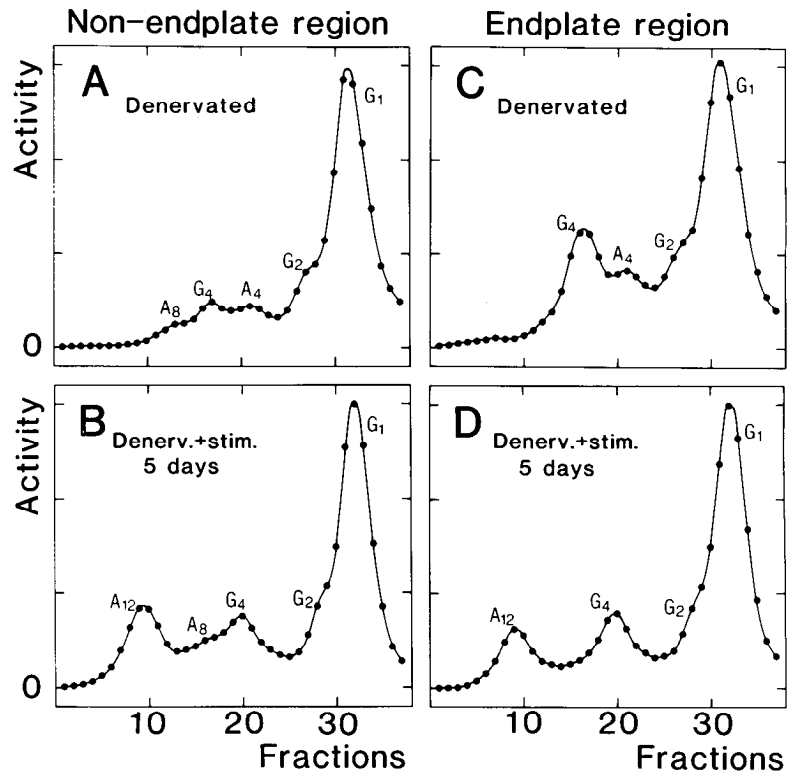 Non-endplate region
Endplate region
Activity
A
Denervated
A8
G4
A4
G2
G1
0
C
Denervated
G4
A4
G2
G1
Activity
B
Denerv.+stim.
5 days
A12
A8
G4
G2
G1
0
D
Denerv.+stim.
5 days
A12
G4
G2
G1
10 20 30
10 20 30
Fractions
Fractions